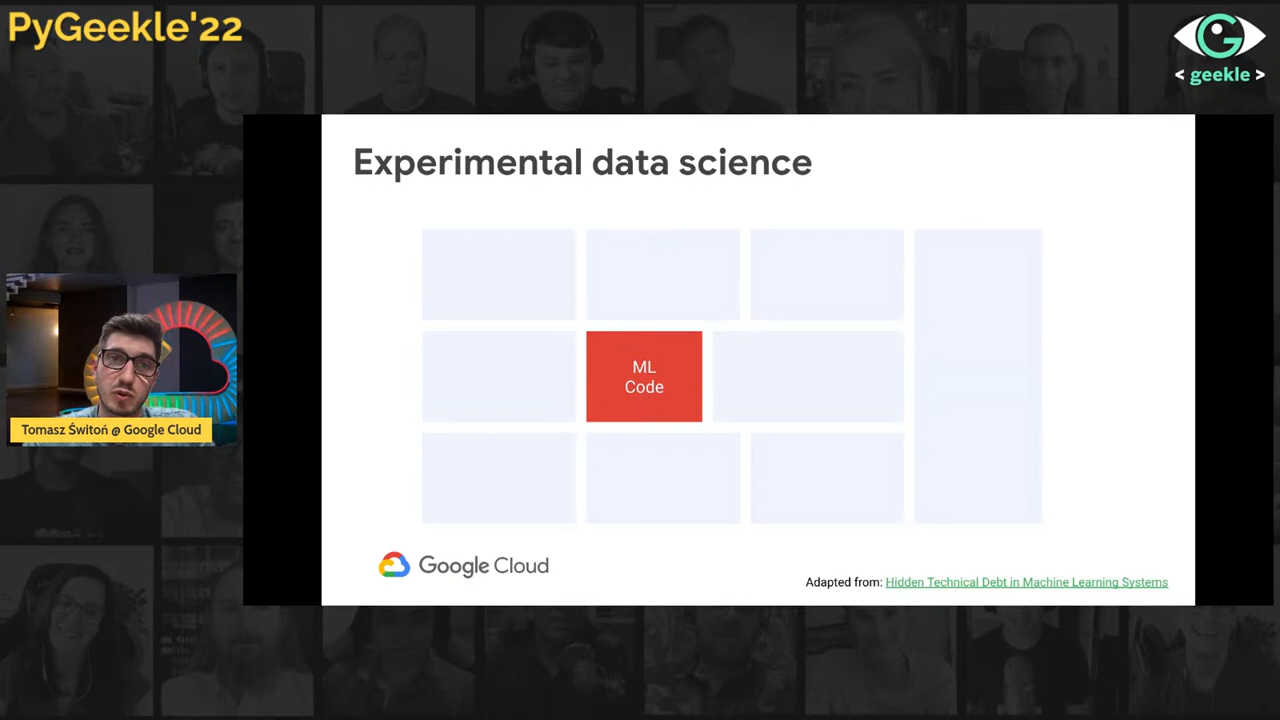 PyGeekle'22
< geekle >
Experimental data science
ML
Code
Tomasz Świtoń @ Google Cloud
Google Cloud
Adapted from: Hidden Technical Debt in Machine Learning Systems